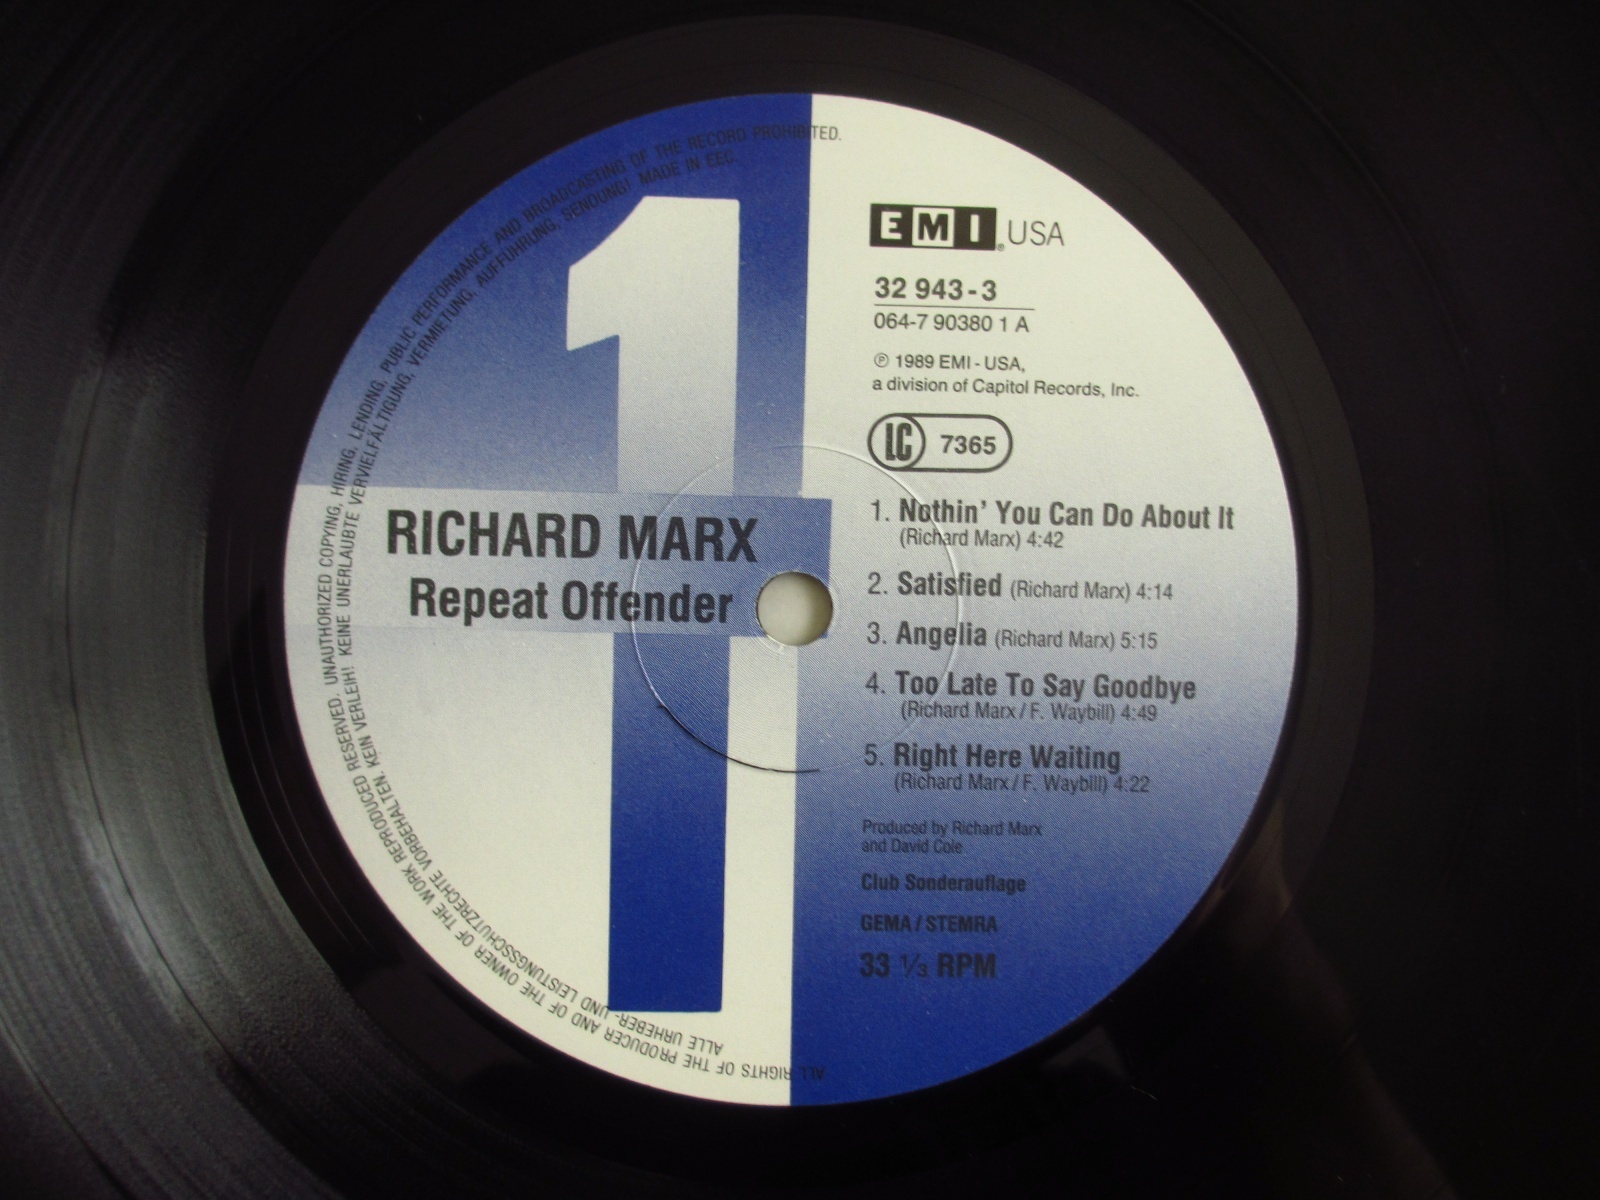 ALL RIGHTS OF THE PRODUCER AND OF THE OWNER OF THE WORK REPRODUCED RESERVED. UNAUTHORIZED COPYING, HIRING, LENDING, PUBLIC PERFORMANCE AND BROADCASTING OF THE RECORD PROHIBITED.
ALLE URHEBER- UND LEISTUNGSSCHUTZRECHTE VORBEHALTEN. KEIN VERLEIH! KEINE UNERLAUBTE VERVIELFÄLTIGUNG, VERMIETUNG, AUFFÜHRUNG, SENDUNG! MADE IN EEC.
1
RICHARD MARX
Repeat Offender
EMI® USA
32 943-3
064-7 90380 1 A
℗ 1989 EMI-USA,
a division of Capitol Records, Inc.
LC 7365
1. Nothin' You Can Do About It
(Richard Marx) 4:42
2. Satisfied (Richard Marx) 4:14
3. Angelia (Richard Marx) 5:15
4. Too Late To Say Goodbye
(Richard Marx / F. Waybill) 4:49
5. Right Here Waiting
(Richard Marx / F. Waybill) 4:22
Produced by Richard Marx
and David Cole
Club Sonderauflage
GEMA / STEMRA
33 1/3 RPM